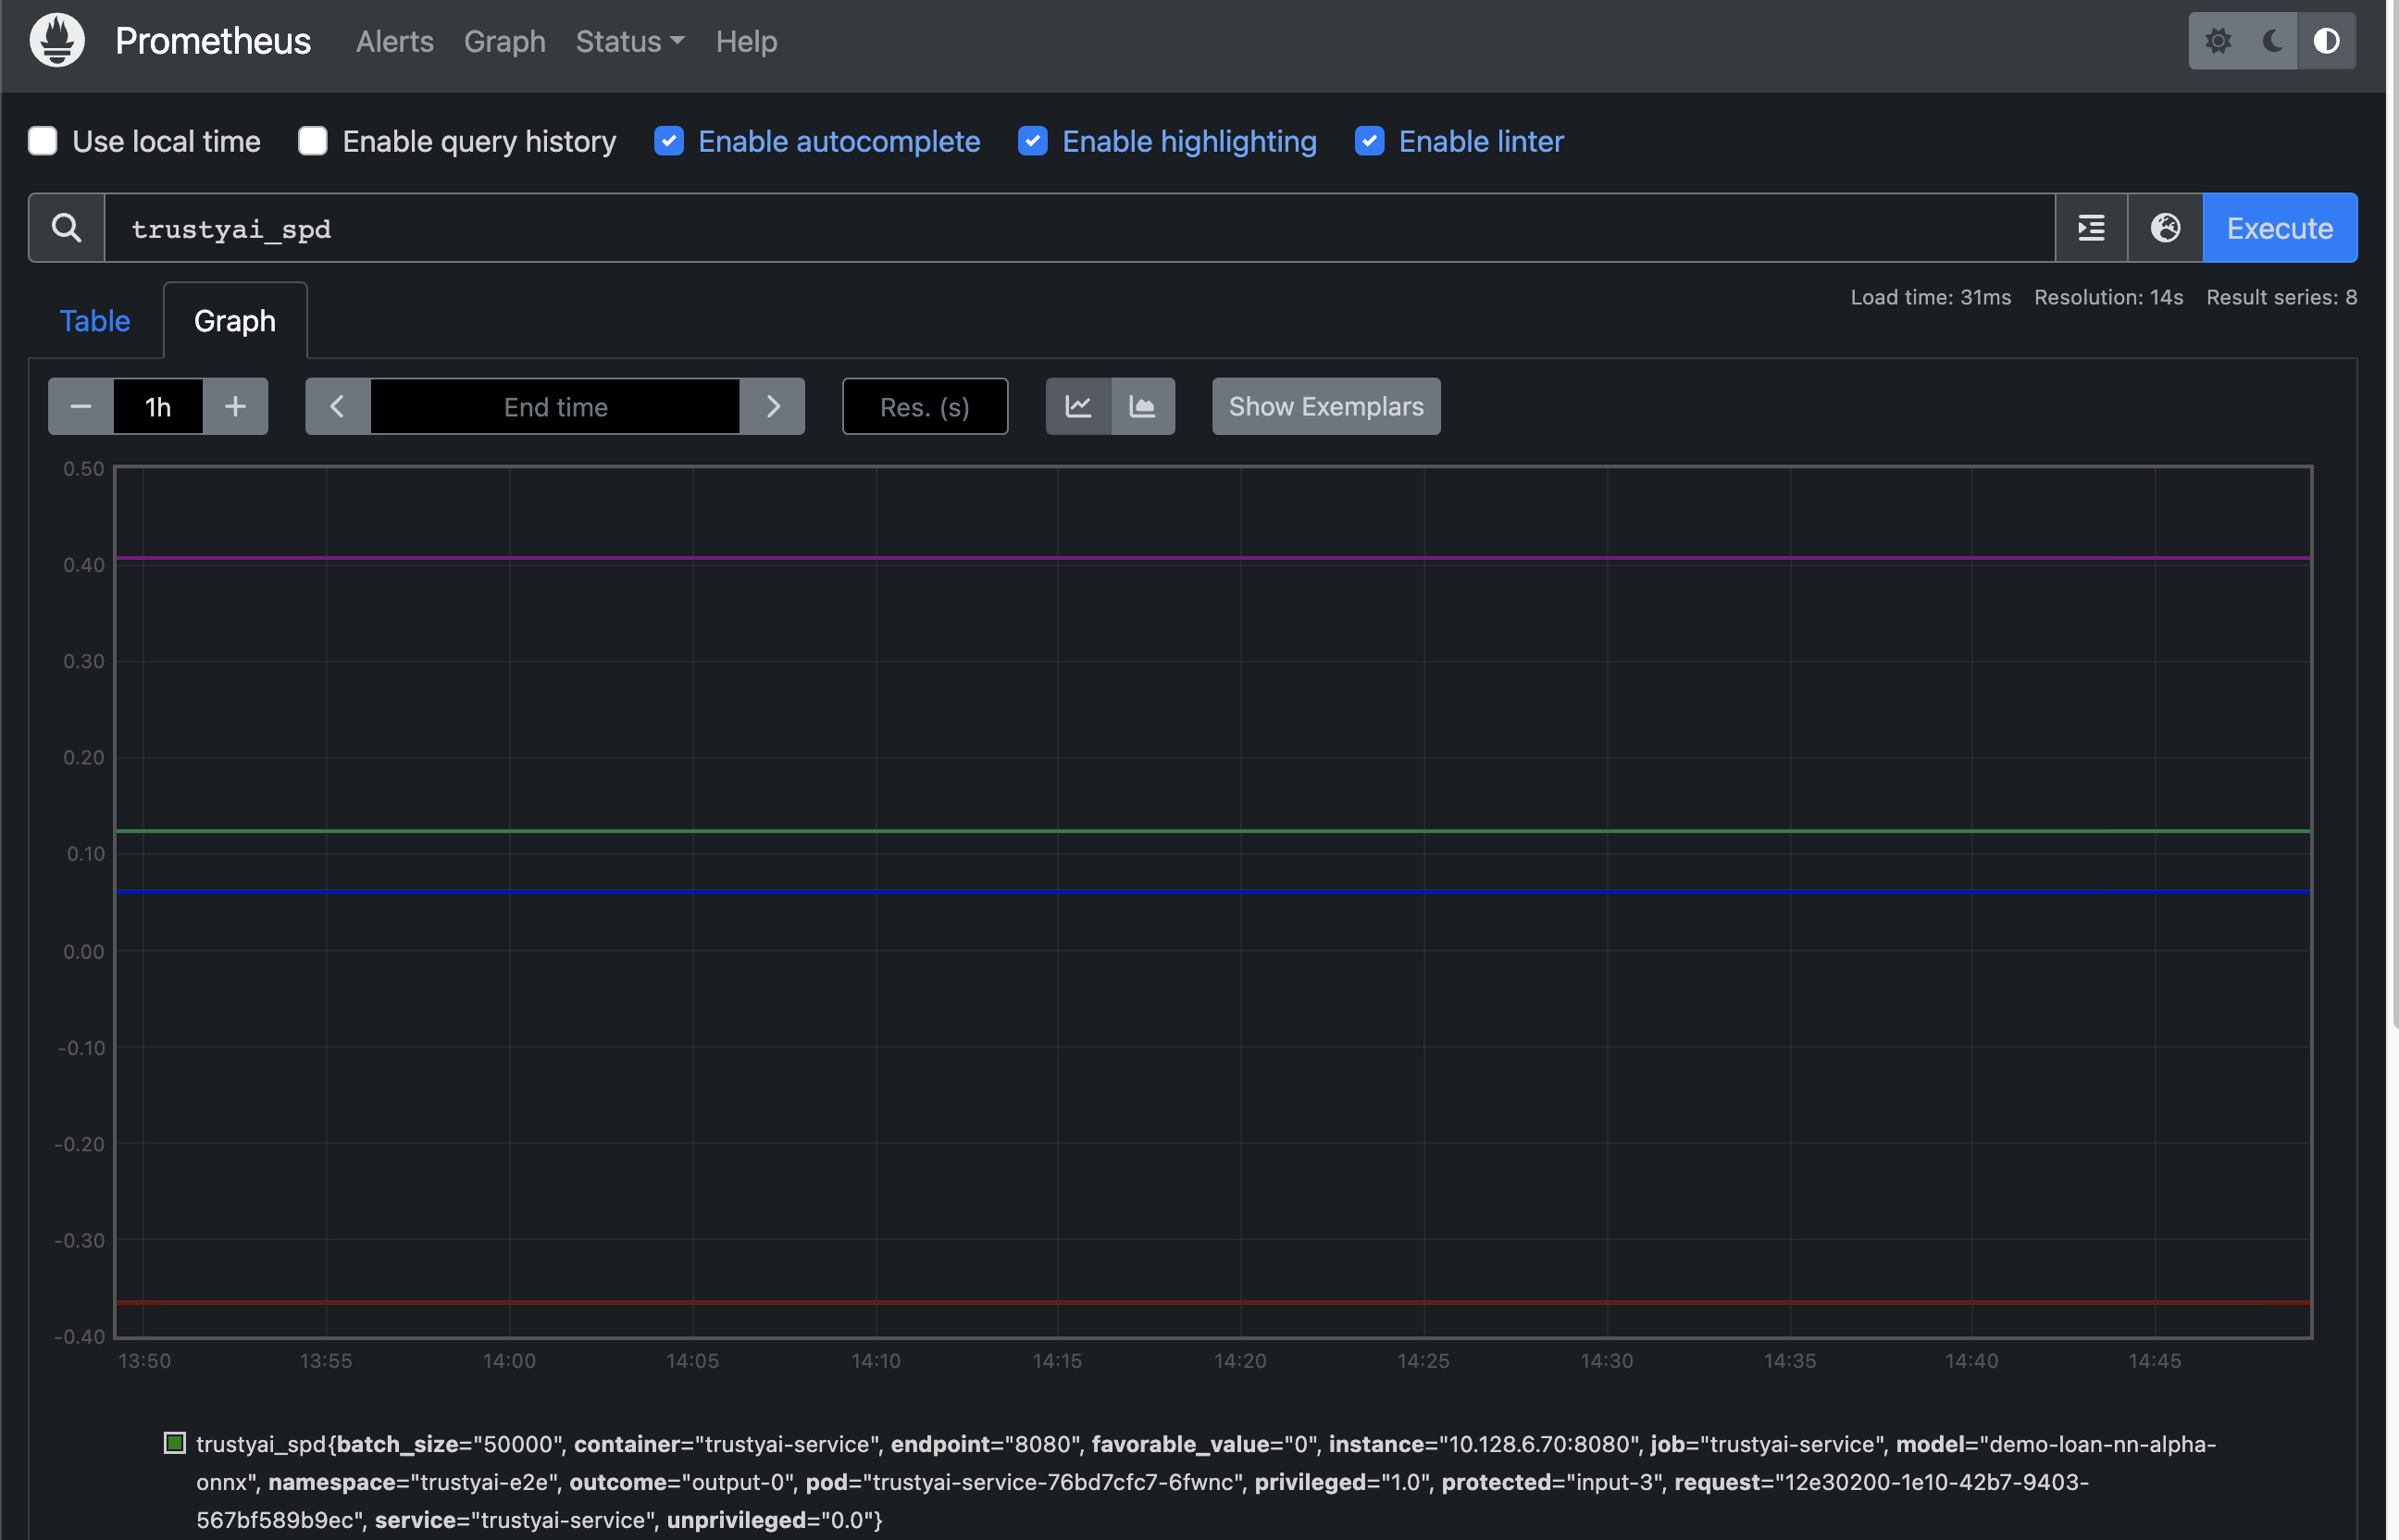 Prometheus Alerts Graph Status Help
Use local time Enable query history Enable autocomplete Enable highlighting Enable linter
trustyai_spd Execute
Table Graph Load time: 31ms Resolution: 14s Result series: 8
1h End time Res. (s) Show Exemplars
0.50
0.40
0.30
0.20
0.10
0.00
-0.10
-0.20
-0.30
-0.40
13:50 13:55 14:00 14:05 14:10 14:15 14:20 14:25 14:30 14:35 14:40 14:45
trustyai_spd{batch_size="50000", container="trustyai-service", endpoint="8080", favorable_value="0", instance="10.128.6.70:8080", job="trustyai-service", model="demo-loan-nn-alpha-
onnx", namespace="trustyai-e2e", outcome="output-0", pod="trustyai-service-76bd7cfc7-6fwnc", privileged="1.0", protected="input-3", request="12e30200-1e10-42b7-9403-
567bf589b9ec", service="trustyai-service", unprivileged="0.0"}